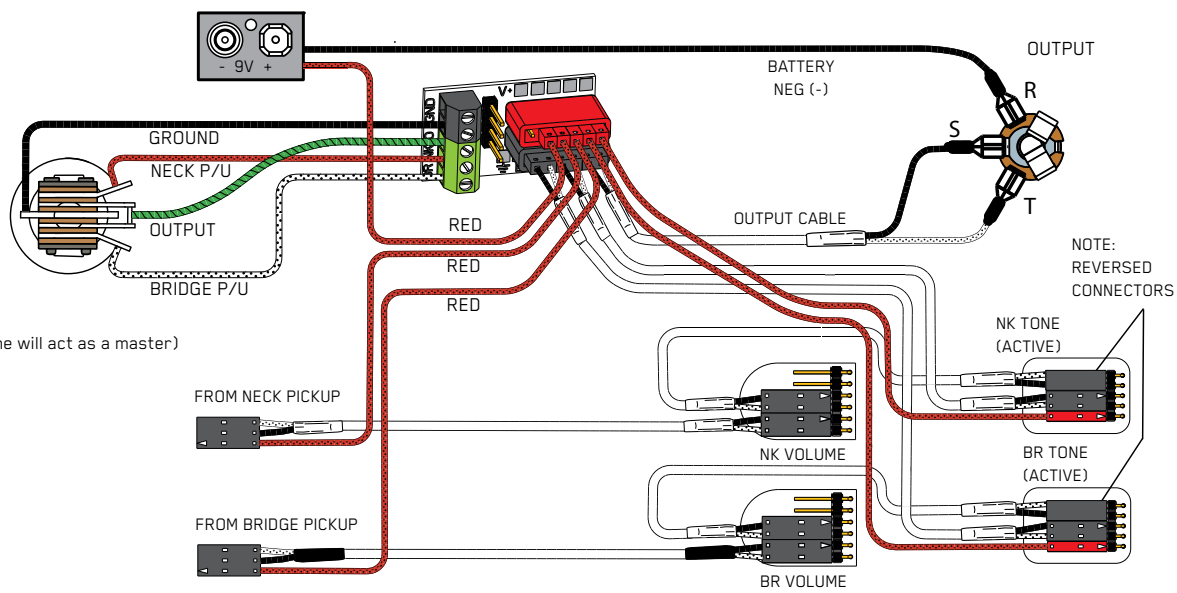 - 9V +
OUTPUT
BATTERY
NEG (-)
R
V+
GND
GROUND
S
NECK P/U
T
OUTPUT
RED
OUTPUT CABLE
NOTE:
REVERSED
CONNECTORS
RED
BRIDGE P/U
RED
NK TONE
(ACTIVE)
will act as a master)
FROM NECK PICKUP
NK VOLUME
BR TONE
(ACTIVE)
FROM BRIDGE PICKUP
BR VOLUME